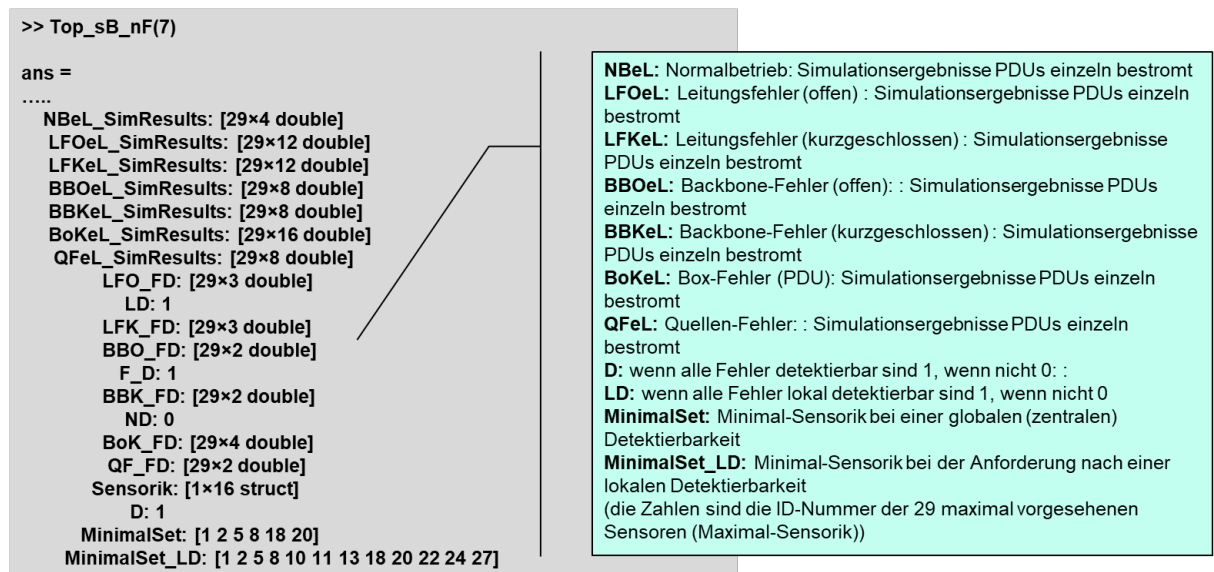 >> Top_sB_nF(7)
ans =
.....
NBeL_SimResults: [29×4 double]
LFOeL_SimResults: [29×12 double]
LFKeL_SimResults: [29×12 double]
BBOeL_SimResults: [29×8 double]
BBKeL_SimResults: [29×8 double]
BoKeL_SimResults: [29×16 double]
QFeL_SimResults: [29×8 double]
LFO_FD: [29×3 double]
LD: 1
LFK_FD: [29×3 double]
BBO_FD: [29×2 double]
F_D: 1
BBK_FD: [29×2 double]
ND: 0
BoK_FD: [29×4 double]
QF_FD: [29×2 double]
Sensorik: [1×16 struct]
D: 1
MinimalSet: [1 2 5 8 18 20]
MinimalSet_LD: [1 2 5 8 10 11 13 18 20 22 24 27]
NBeL: Normalbetrieb: Simulationsergebnisse PDUs einzeln bestromt
LFOeL: Leitungsfehler (offen) : Simulationsergebnisse PDUs einzeln
bestromt
LFKeL: Leitungsfehler (kurzgeschlossen) : Simulationsergebnisse
PDUs einzeln bestromt
BBOeL: Backbone-Fehler (offen): : Simulationsergebnisse PDUs
einzeln bestromt
BBKeL: Backbone-Fehler (kurzgeschlossen) : Simulationsergebnisse
PDUs einzeln bestromt
BoKeL: Box-Fehler (PDU): Simulationsergebnisse PDUs einzeln
bestromt
QFeL: Quellen-Fehler: : Simulationsergebnisse PDUs einzeln
bestromt
D: wenn alle Fehler detektierbar sind 1, wenn nicht 0: :
LD: wenn alle Fehler lokal detektierbar sind 1, wenn nicht 0
MinimalSet: Minimal-Sensorik bei einer globalen (zentralen)
Detektierbarkeit
MinimalSet_LD: Minimal-Sensorik bei der Anforderung nach einer
lokalen Detektierbarkeit
(die Zahlen sind die ID-Nummer der 29 maximal vorgesehenen
Sensoren (Maximal-Sensorik))